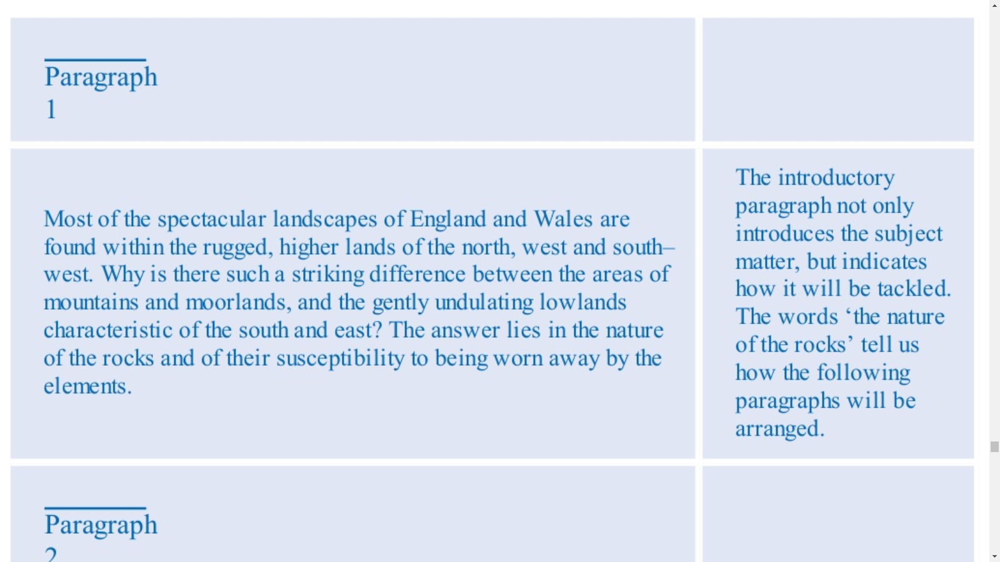 Paragraph
1
Most of the spectacular landscapes of England and Wales are
found within the rugged, higher lands of the north, west and south–
west. Why is there such a striking difference between the areas of
mountains and moorlands, and the gently undulating lowlands
characteristic of the south and east? The answer lies in the nature
of the rocks and of their susceptibility to being worn away by the
elements.
The introductory
paragraph not only
introduces the subject
matter, but indicates
how it will be tackled.
The words ‘the nature
of the rocks’ tell us
how the following
paragraphs will be
arranged.
Paragraph
2